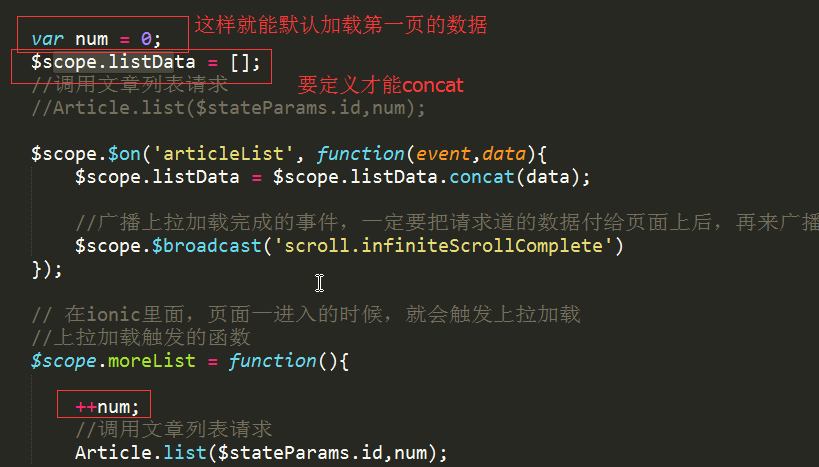 var num = 0;
这样就能默认加载第一页的数据
$scope.listData = [];
//调用文章列表请求
要定义才能concat
//Article.list($stateParams.id,num);
$scope.$on('articleList', function(event,data){
$scope.listData = $scope.listData.concat(data);
//广播上拉加载完成的事件，一定要把请求道的数据付给页面上后，再来广播
$scope.$broadcast('scroll.infiniteScrollComplete')
});
// 在ionic里面，页面一进入的时候，就会触发上拉加载
//上拉加载触发的函数
$scope.moreList = function(){
++num;
//调用文章列表请求
Article.list($stateParams.id,num);